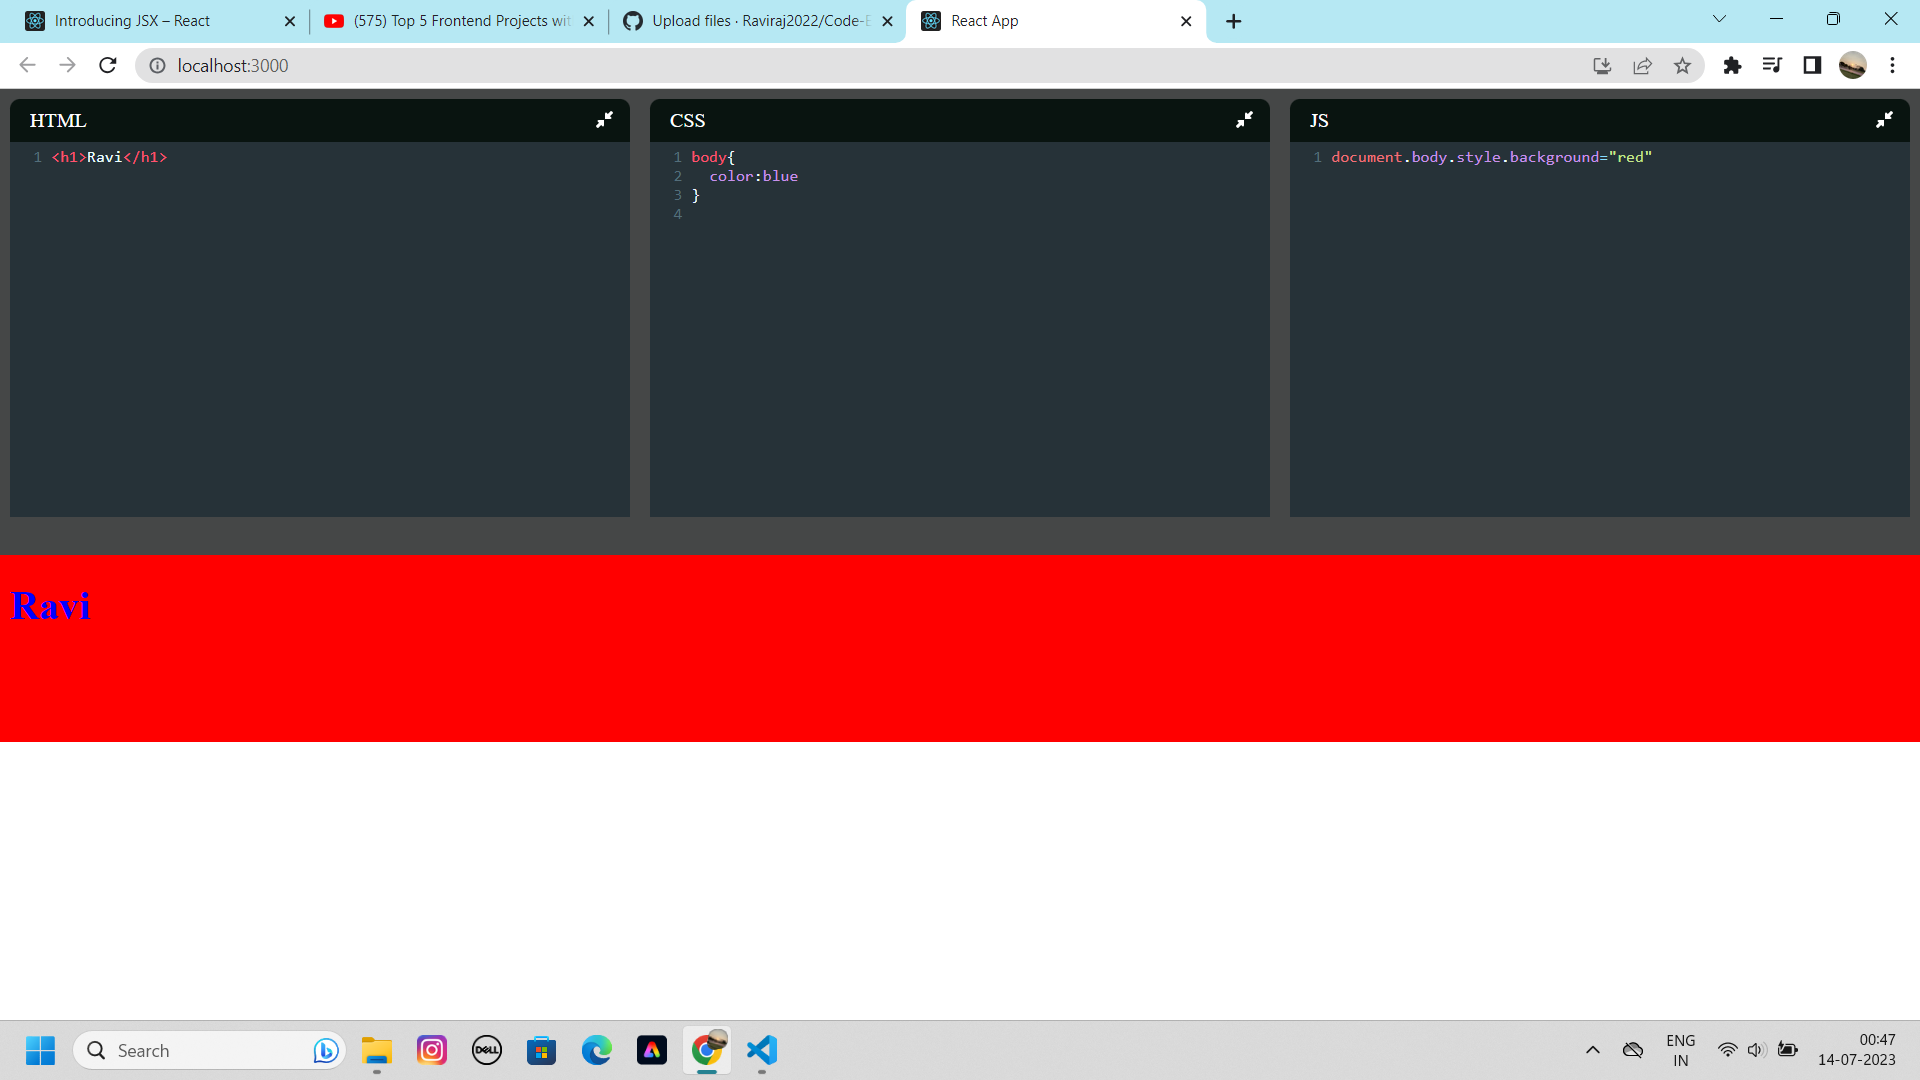 Introducing JSX – React
(575) Top 5 Frontend Projects wit
Upload files · Raviraj2022/Code-E
React App
localhost:3000
HTML
1 <h1>Ravi</h1>
CSS
1 body{
2 color:blue
3 }
4
JS
1 document.body.style.background="red"
Ravi
Search
DELL
ENG
IN
00:47
14-07-2023